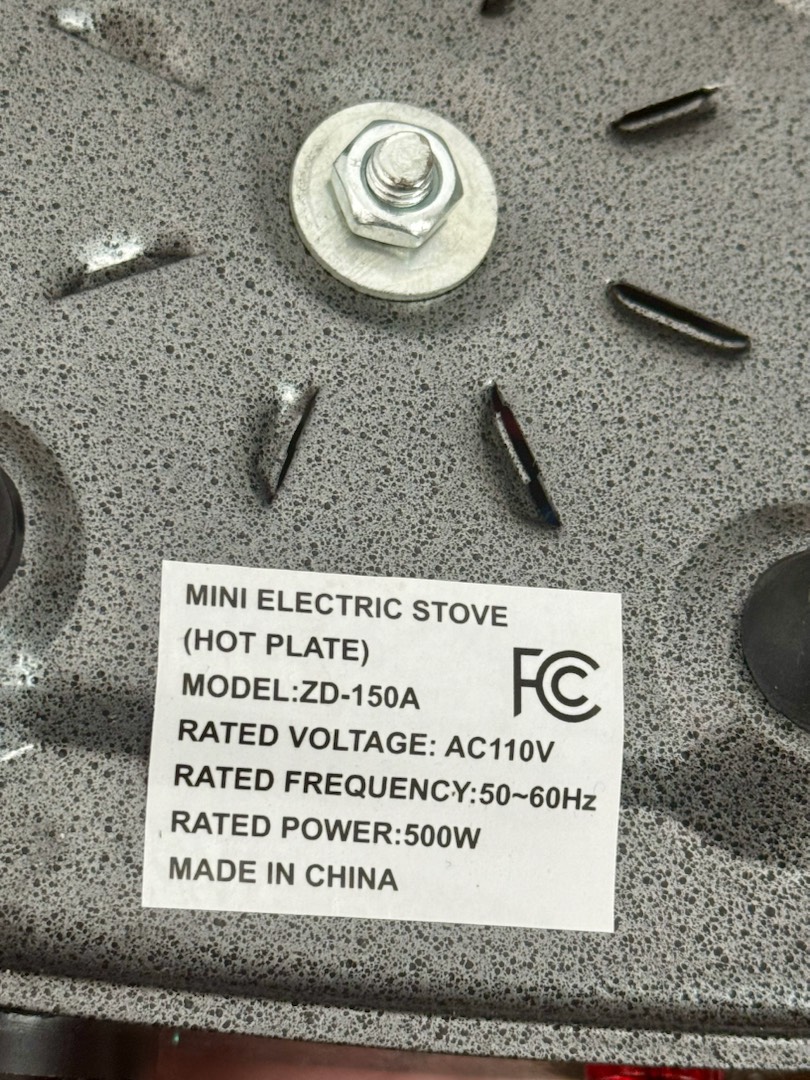 MINI ELECTRIC STOVE
(HOT PLATE)
FC
MODEL:ZD-150A
RATED VOLTAGE: AC110V
RATED FREQUENCY:50~60Hz
RATED POWER:500W
MADE IN CHINA